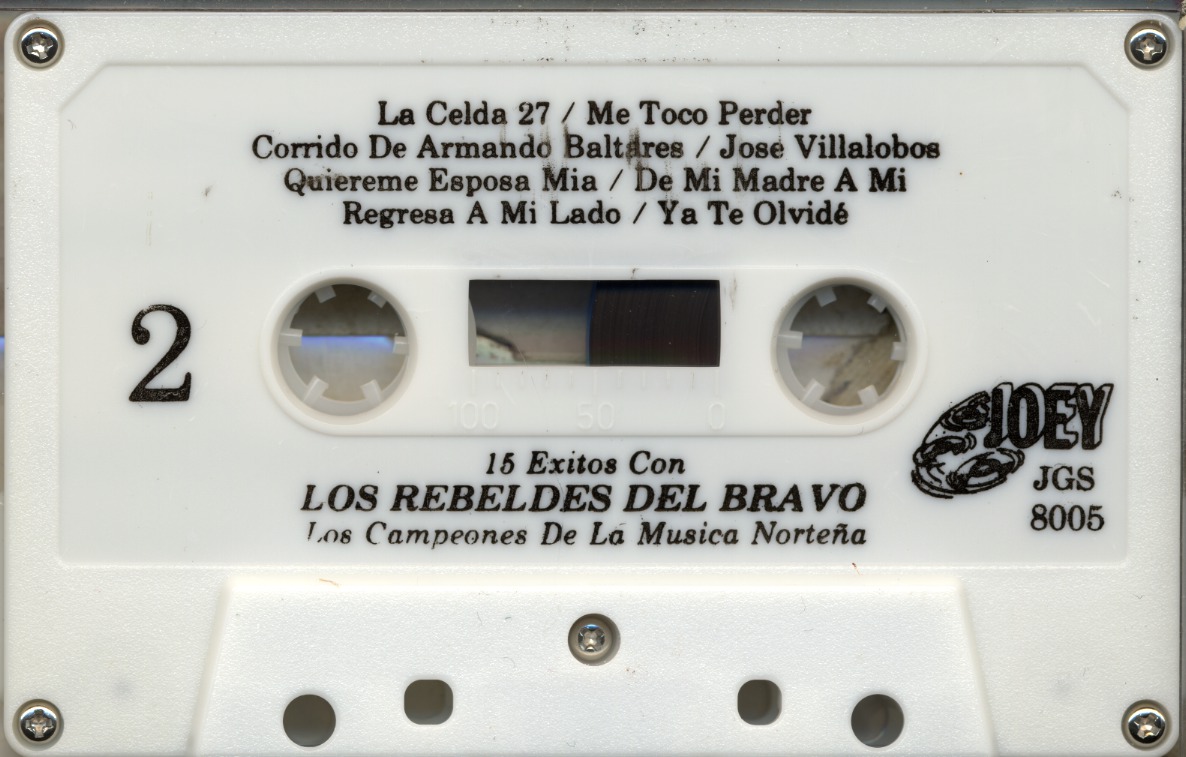 La Celda 27 / Me Toco Perder
Corrido De Armando Baltares / Jose Villalobos
Quiereme Esposa Mia / De Mi Madre A Mi
Regresa A Mi Lado / Ya Te Olvidé
2
100 50 0
JOEY
JGS
8005
15 Exitos Con
LOS REBELDES DEL BRAVO
Los Campeones De La Musica Norteña